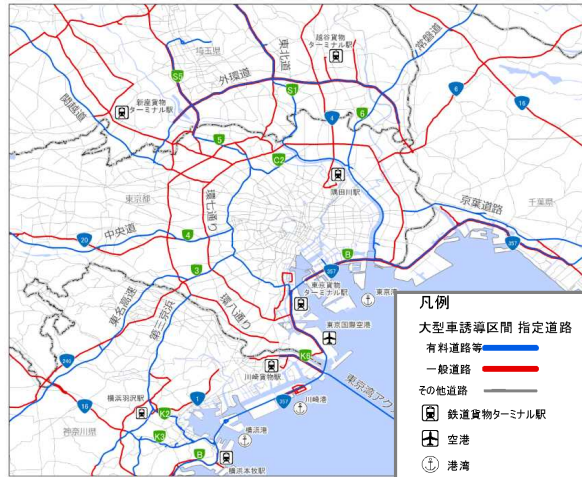 埼玉県
東北道
越谷貨物
ターミナル駅
常磐道
外環道
S5
S1
新座貨物
ターミナル駅
関越道
6
16
4
6
5
C2
隅田川駅
東京都
環七通り
京葉道路
千葉県
中央道
20
4
357
B
357
3
東京貨物
ターミナル駅
東京港
東名高速
第三京浜
環八通り
東京国際空港
K6
246
川崎貨物駅
東京湾アク
横浜羽沢駅
1
357
川崎港
16
K2
K3
神奈川県
横浜港
B
横浜本牧駅
凡例
大型車誘導区間 指定道路
有料道路等
一般道路
その他道路
鉄道貨物ターミナル駅
空港
港湾